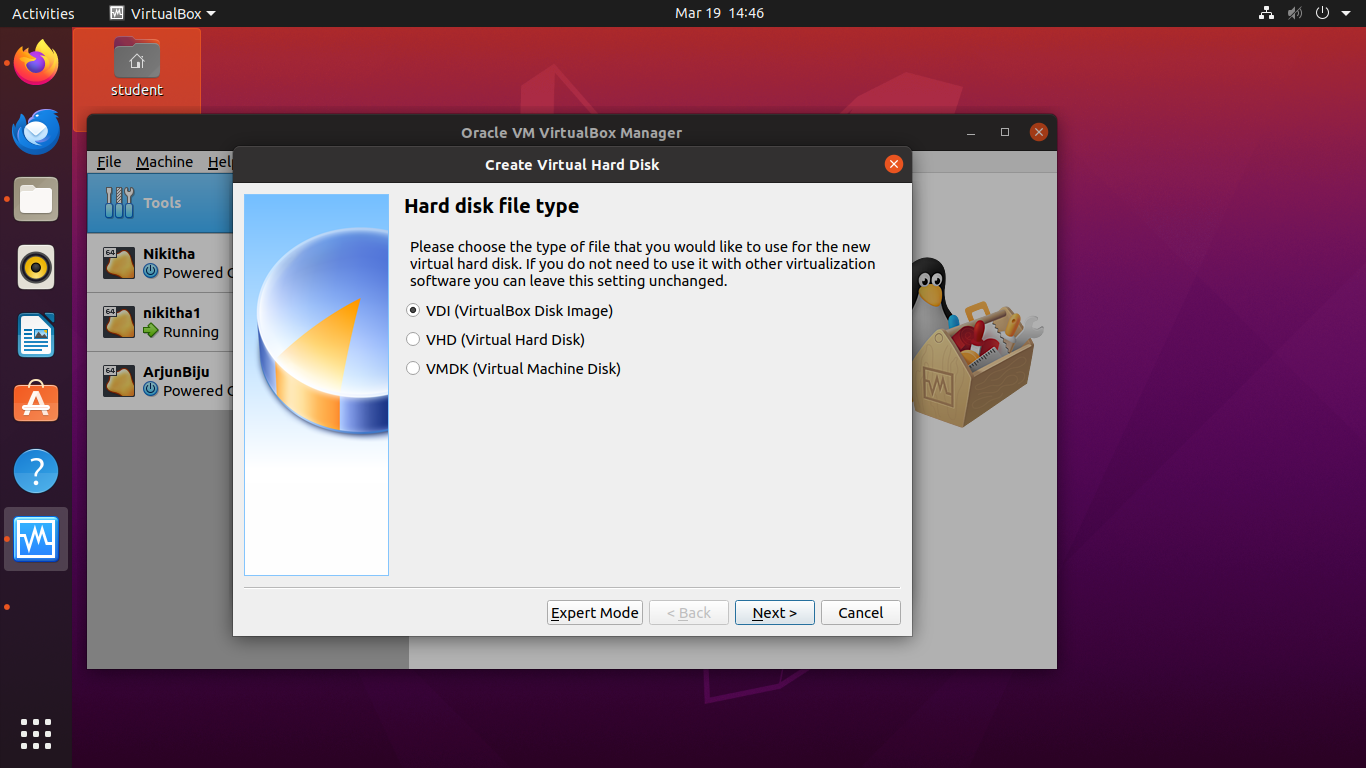 Activities
VirtualBox
Mar 19 14:46
student
Oracle VM VirtualBox Manager
File Machine Help
Create Virtual Hard Disk
Tools
64
Nikitha
Powered
64
nikitha1
Running
64
ArjunBiju
Powered
Hard disk file type
Please choose the type of file that you would like to use for the new
virtual hard disk. If you do not need to use it with other virtualization
software you can leave this setting unchanged.
VDI (VirtualBox Disk Image)
VHD (Virtual Hard Disk)
VMDK (Virtual Machine Disk)
Expert Mode
< Back
Next >
Cancel